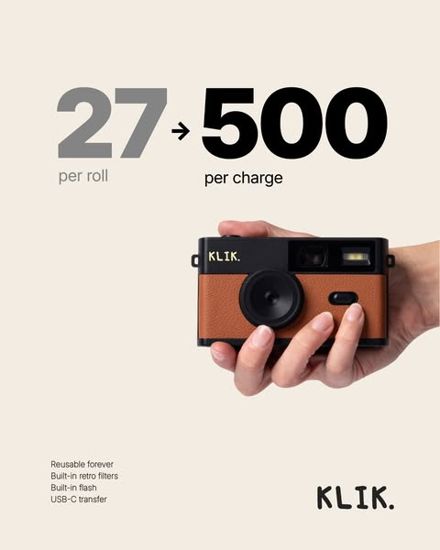 27 → 500
per roll
per charge
KLIK.
Reusable forever
Built-in retro filters
Built-in flash
USB-C transfer
KLIK.